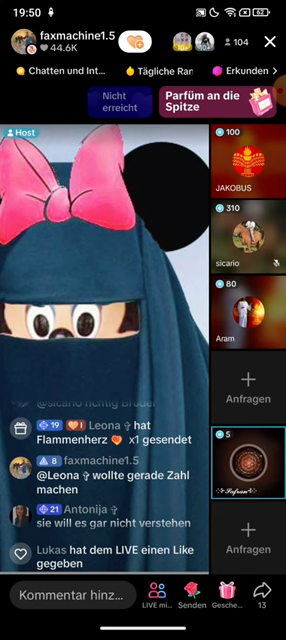 19:50
62
faxmachine1.5
44.6K
104
Chatten und Int...
Tägliche Ran
Erkunden >
Nicht
erreicht
Parfüm an die
Spitze
Host
100
JAKOBUS
310
sicario
80
Aram
Anfragen
5
Safran
Anfragen
@sicario richtig Bruder
19 1 Leona ✞ hat
Flammenherz x1 gesendet
8 faxmachine1.5
@Leona ✞ wollte gerade Zahl
machen
21 Antonija ✞
sie will es gar nicht verstehen
Lukas hat dem LIVE einen Like
gegeben
Kommentar hinz...
LIVE mi...
Senden
Gesche...
13